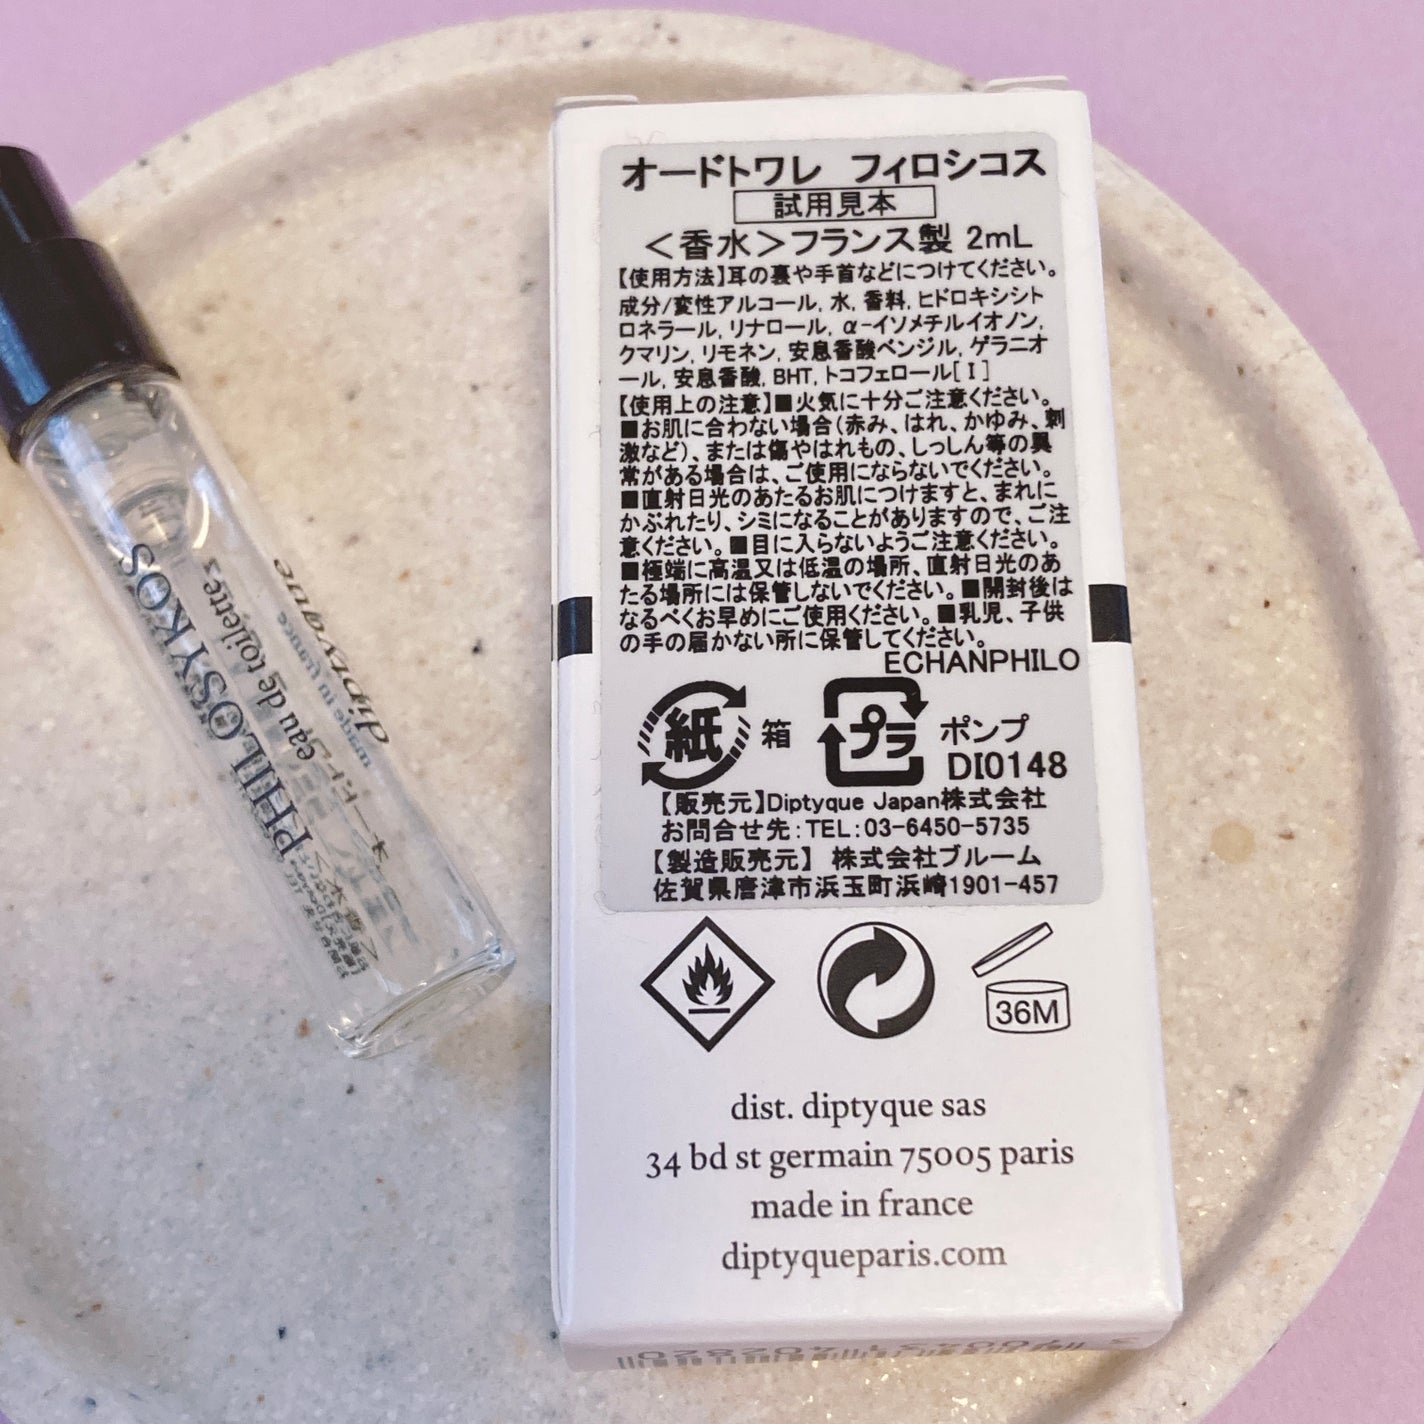 オードトワレ フィロシコス
試用見本
＜香水＞フランス製 2mL
【使用方法】耳の裏や手首などにつけてください。
成分/変性アルコール, 水, 香料, ヒドロキシシト
ロネラール, リナロール, α-イソメチルイオノン,
クマリン, リモネン, 安息香酸ベンジル, ゲラニオ
ール, 安息香酸, BHT, トコフェロール[I]
【使用上の注意】■火気に十分ご注意ください。
■お肌に合わない場合(赤み、はれ、かゆみ、刺
激など)、または傷やはれもの、しっしん等の異
常がある場合は、ご使用にならないでください。
■直射日光のあたるお肌につけますと、まれに
かぶれたり、シミになることがありますので、ご注
意ください。■目に入らないようご注意ください。
■極端に高温又は低温の場所、直射日光のあ
たる場所には保管しないでください。■開封後は
なるべくお早めにご使用ください。■乳児、子供
の手の届かない所に保管してください。
ECHANPHILO
紙 箱 プラ ポンプ
DI0148
【販売元】Diptyque Japan株式会社
お問合せ先:TEL:03-6450-5735
【製造販売元】 株式会社ブルーム
佐賀県唐津市浜玉町浜崎1901-457
36M
dist. diptyque sas
34 bd st germain 75005 paris
made in france
diptyqueparis.com
PHILOSYKOS
eau de toilette
diptyque
made in france